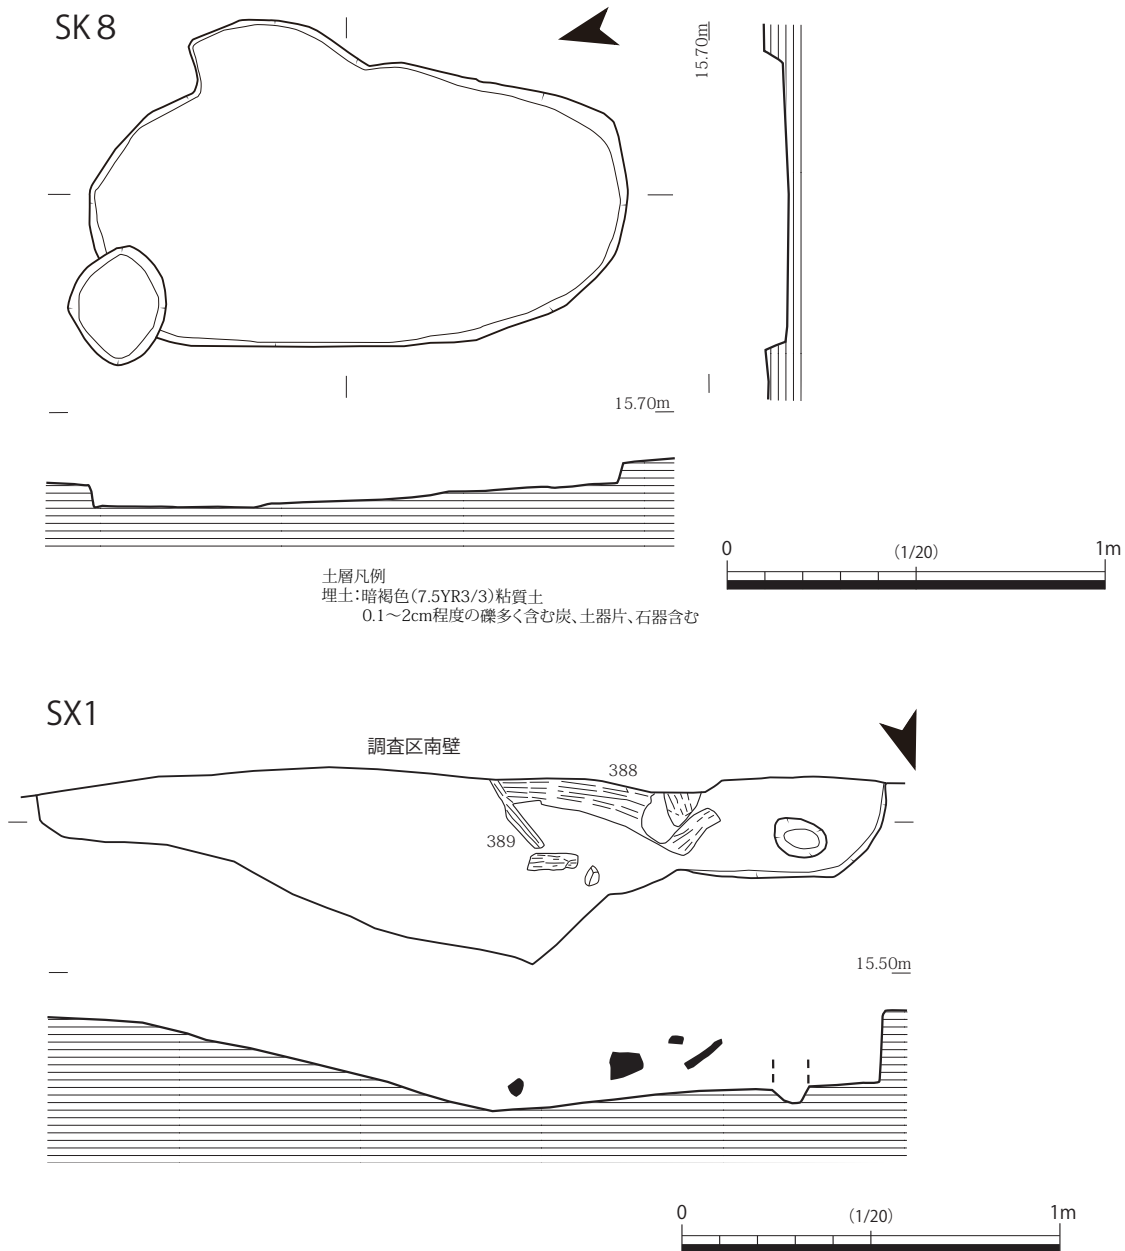 SK 8
15.70m
15.70m
0 (1/20) 1m
土層凡例
埋土：暗褐色（7.5YR3/3）粘質土
0.1～2cm程度の礫多く含む炭、土器片、石器含む
SX1
調査区南壁
388
389
15.50m
0 (1/20) 1m